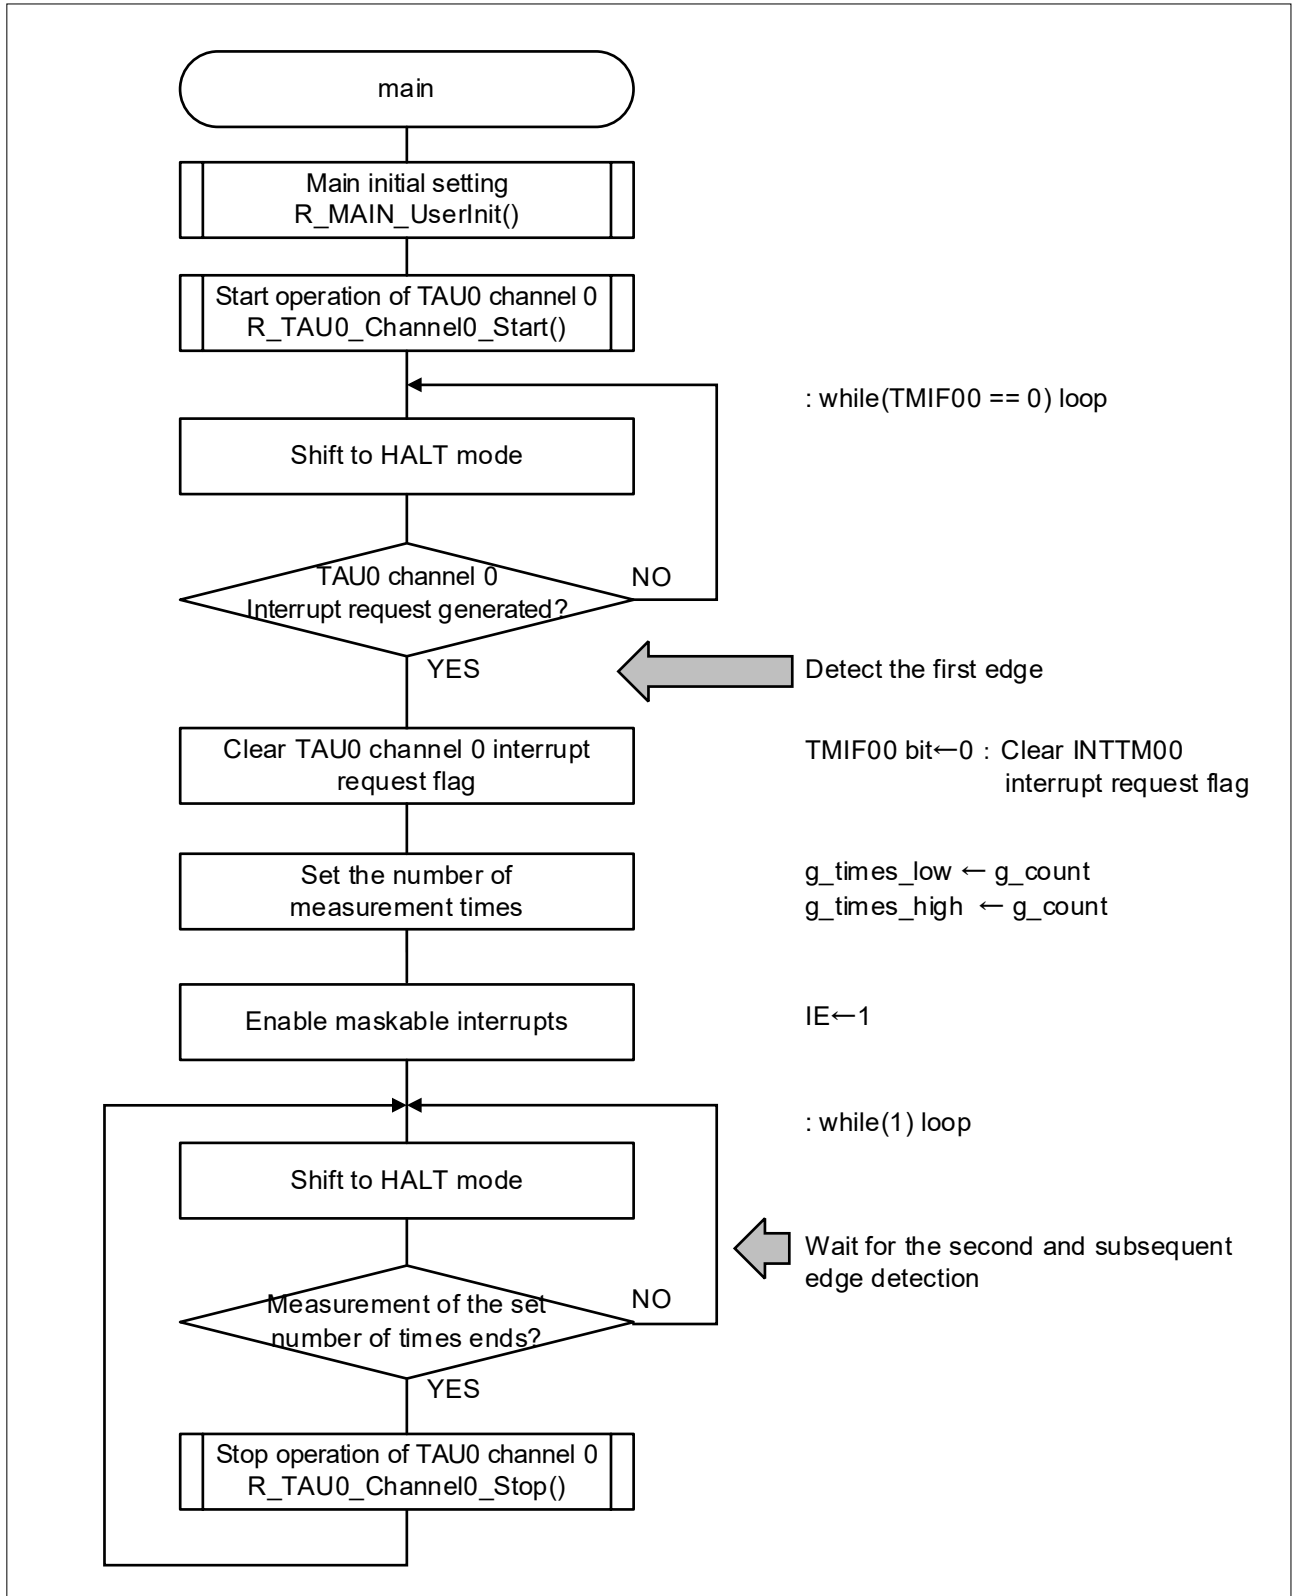 main
Main initial setting
R_MAIN_UserInit()
Start operation of TAU0 channel 0
R_TAU0_Channel0_Start()
: while(TMIF00 == 0) loop
Shift to HALT mode
TAU0 channel 0
Interrupt request generated?
NO
YES
Detect the first edge
Clear TAU0 channel 0 interrupt
request flag
TMIF00 bit←0 : Clear INTTM00
interrupt request flag
Set the number of
measurement times
g_times_low ← g_count
g_times_high ← g_count
Enable maskable interrupts
IE←1
: while(1) loop
Shift to HALT mode
Wait for the second and subsequent
edge detection
Measurement of the set
number of times ends?
NO
YES
Stop operation of TAU0 channel 0
R_TAU0_Channel0_Stop()